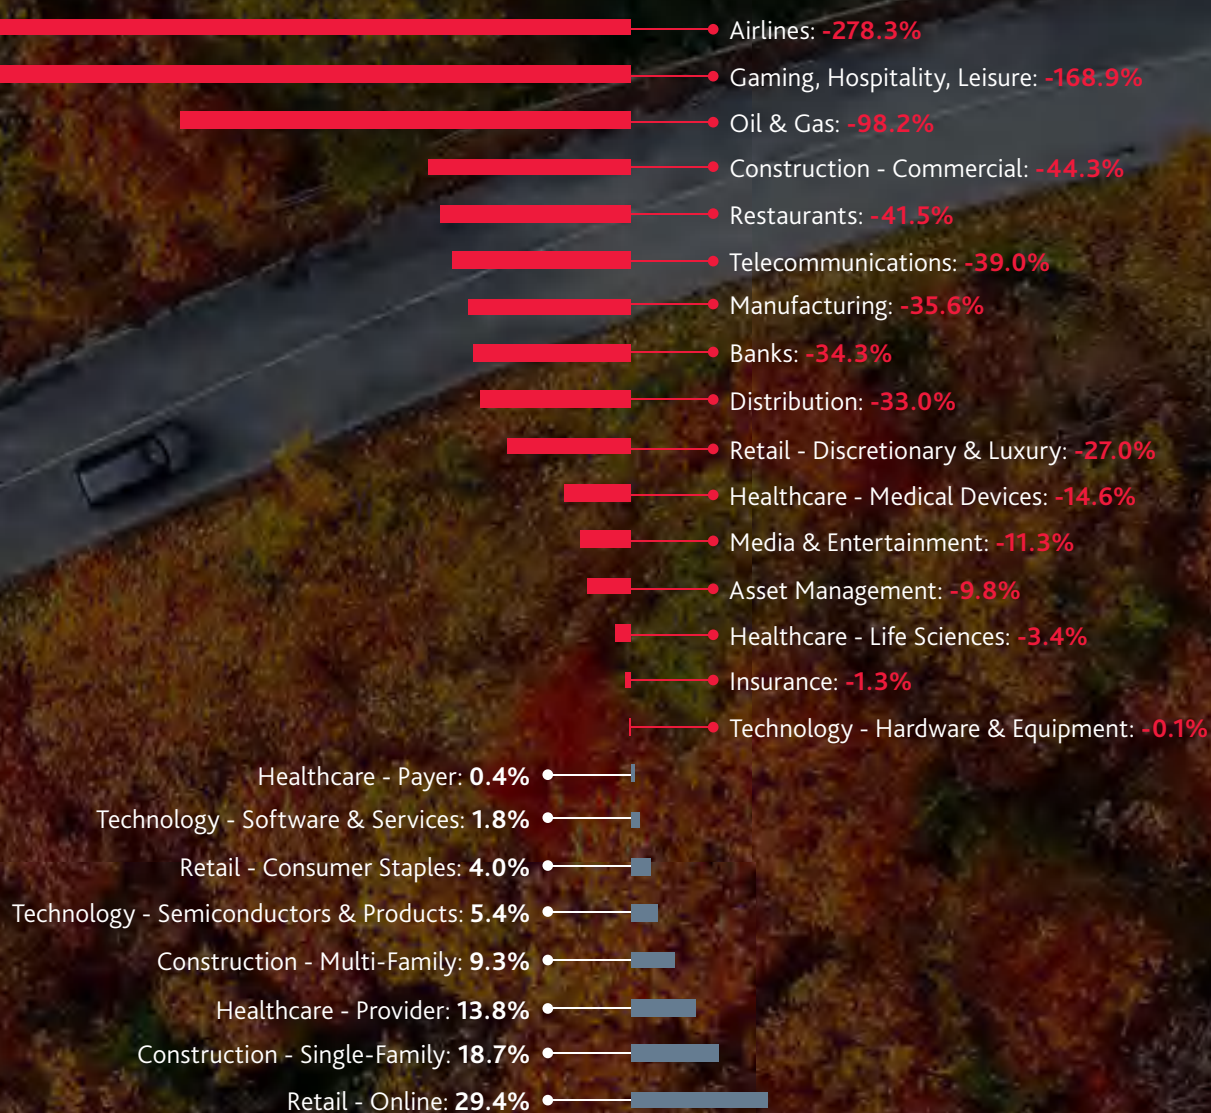 Airlines: -278.3%
Gaming, Hospitality, Leisure: -168.9%
Oil & Gas: -98.2%
Construction - Commercial: -44.3%
Restaurants: -41.5%
Telecommunications: -39.0%
Manufacturing: -35.6%
Banks: -34.3%
Distribution: -33.0%
Retail - Discretionary & Luxury: -27.0%
Healthcare - Medical Devices: -14.6%
Media & Entertainment: -11.3%
Asset Management: -9.8%
Healthcare - Life Sciences: -3.4%
Insurance: -1.3%
Technology - Hardware & Equipment: -0.1%
Healthcare - Payer: 0.4%
Technology - Software & Services: 1.8%
Retail - Consumer Staples: 4.0%
Technology - Semiconductors & Products: 5.4%
Construction - Multi-Family: 9.3%
Healthcare - Provider: 13.8%
Construction - Single-Family: 18.7%
Retail - Online: 29.4%